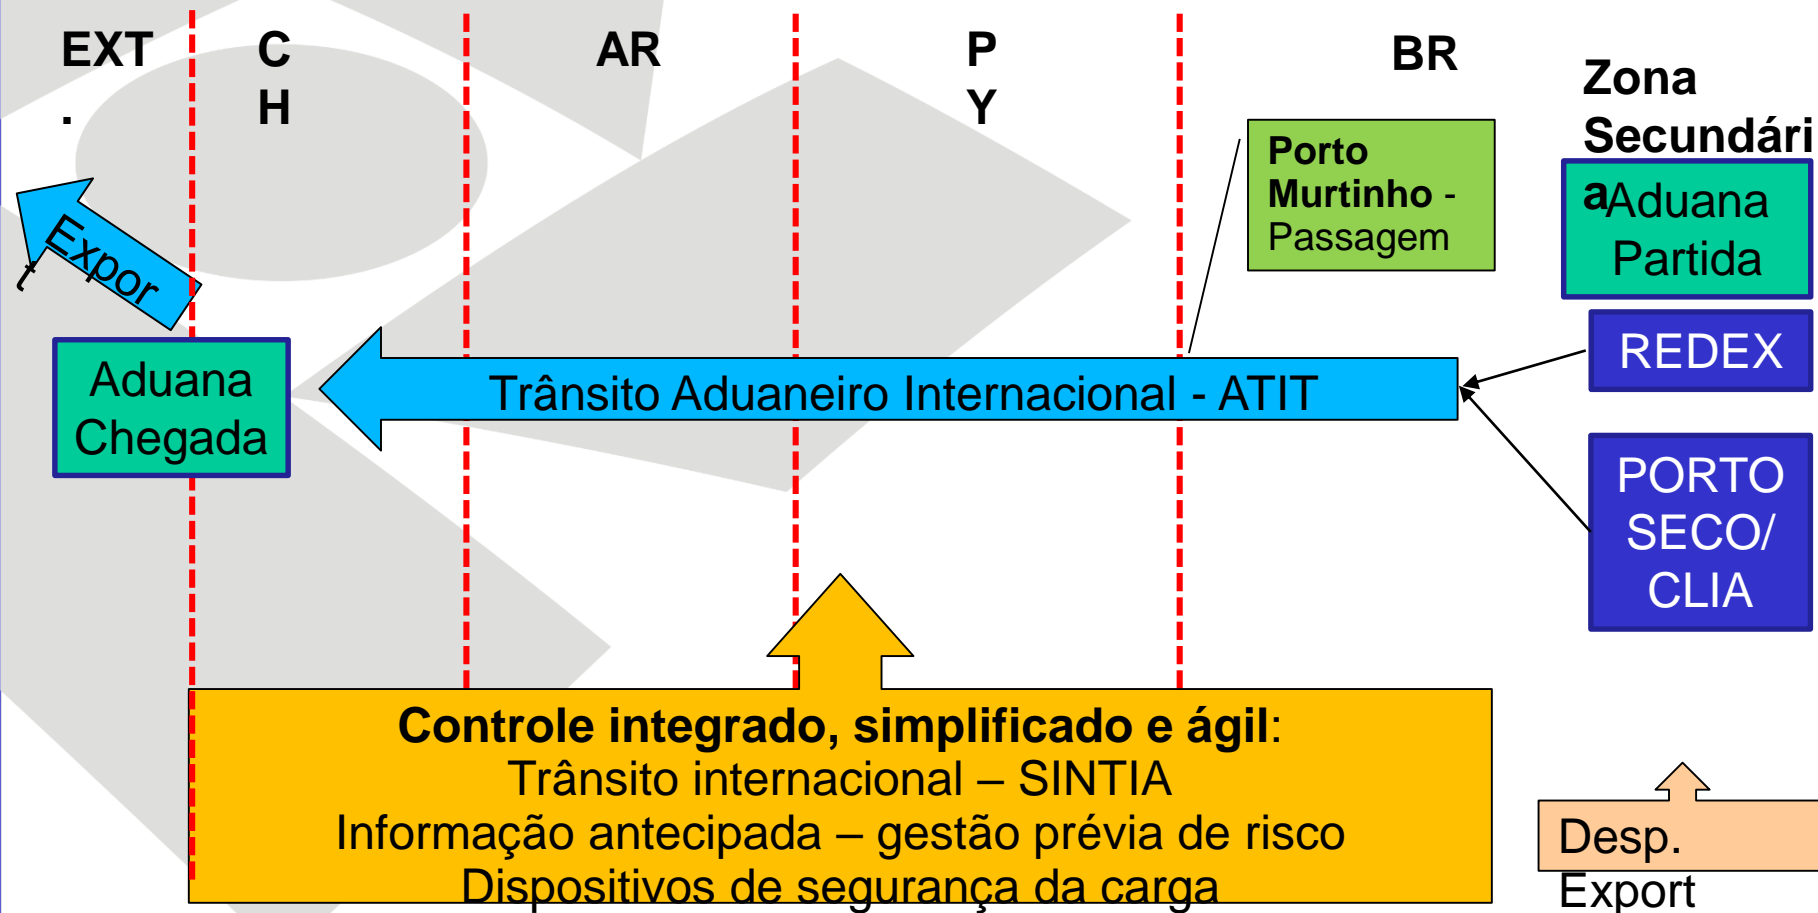 EXT
.
C
H
AR
P
Y
BR
Zona
Secundári
a
Porto
Murtinho -
Passagem
Aduana
Partida
Expor
t
REDEX
Aduana
Chegada
Trânsito Aduaneiro Internacional - ATIT
PORTO
SECO/
CLIA
Controle integrado, simplificado e ágil:
Trânsito internacional – SINTIA
Informação antecipada – gestão prévia de risco
Dispositivos de segurança da carga
Desp.
Export